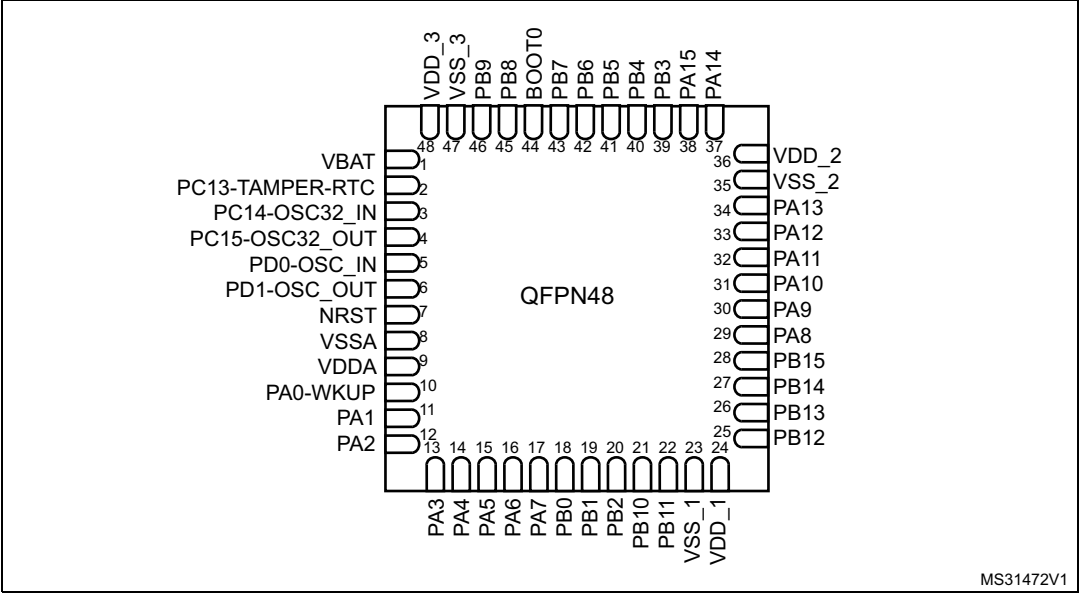 VDD_3
VSS_3
PB9
PB8
BOOT0
PB7
PB6
PB5
PB4
PB3
PA15
PA14
48 47 46 45 44 43 42 41 40 39 38 37
VBAT 1
PC13-TAMPER-RTC 2
PC14-OSC32_IN 3
PC15-OSC32_OUT 4
PD0-OSC_IN 5
PD1-OSC_OUT 6
NRST 7
VSSA 8
VDDA 9
PA0-WKUP 10
PA1 11
PA2 12
QFPN48
36 VDD_2
35 VSS_2
34 PA13
33 PA12
32 PA11
31 PA10
30 PA9
29 PA8
28 PB15
27 PB14
26 PB13
25 PB12
13 14 15 16 17 18 19 20 21 22 23 24
PA3
PA4
PA5
PA6
PA7
PB0
PB1
PB2
PB10
PB11
VSS_1
VDD_1
MS31472V1